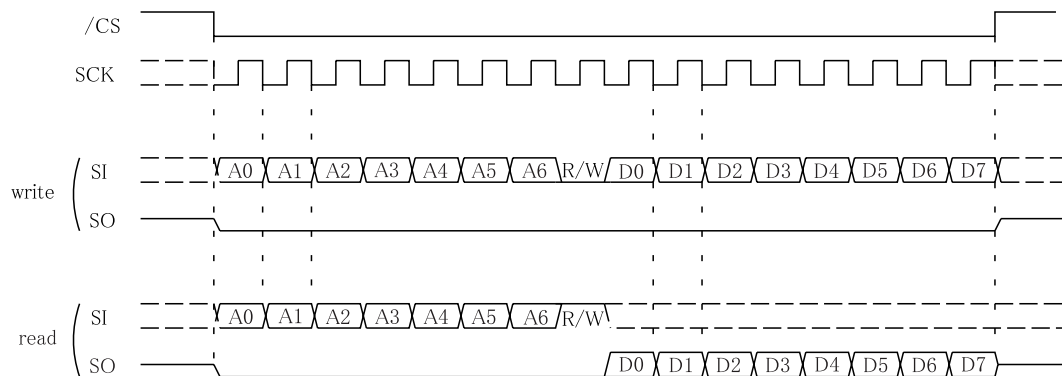 /CS
SCK
write
SI A0 A1 A2 A3 A4 A5 A6 R/W D0 D1 D2 D3 D4 D5 D6 D7
SO
read
SI A0 A1 A2 A3 A4 A5 A6 R/W
SO D0 D1 D2 D3 D4 D5 D6 D7